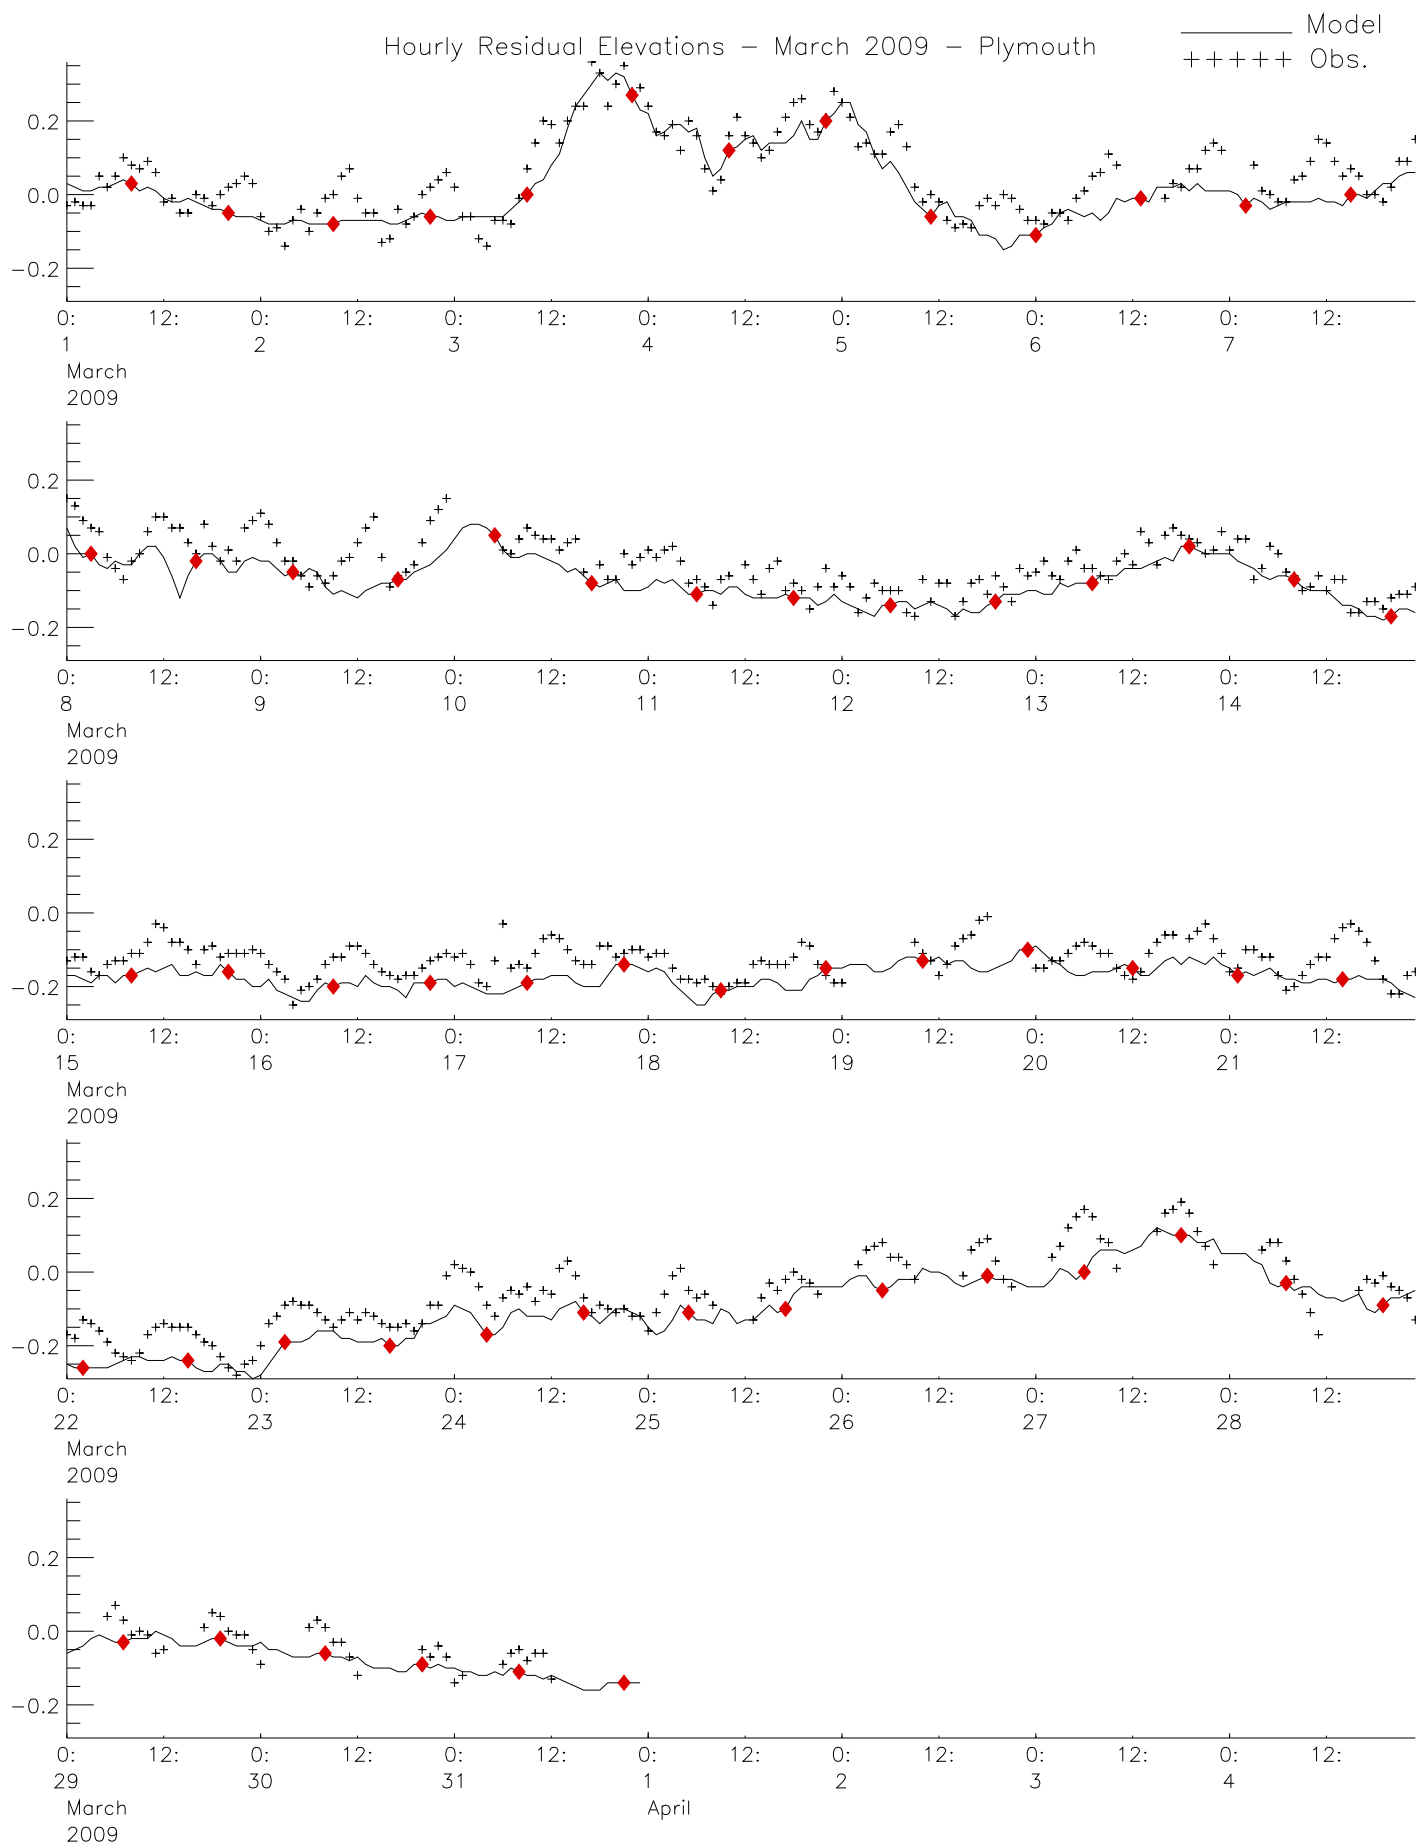 Hourly Residual Elevations − March 2009 − Plymouth
Model
+++++ Obs.
0.2
0.0
−0.2
0: 12: 0: 12: 0: 12: 0: 12: 0: 12: 0: 12: 0: 12:
1 2 3 4 5 6 7
March
2009
0.2
0.0
−0.2
0: 12: 0: 12: 0: 12: 0: 12: 0: 12: 0: 12: 0: 12:
8 9 10 11 12 13 14
March
2009
0.2
0.0
−0.2
0: 12: 0: 12: 0: 12: 0: 12: 0: 12: 0: 12: 0: 12:
15 16 17 18 19 20 21
March
2009
0.2
0.0
−0.2
0: 12: 0: 12: 0: 12: 0: 12: 0: 12: 0: 12: 0: 12:
22 23 24 25 26 27 28
March
2009
0.2
0.0
−0.2
0: 12: 0: 12: 0: 12: 0: 12: 0: 12: 0: 12: 0: 12:
29 30 31 1 2 3 4
March April
2009